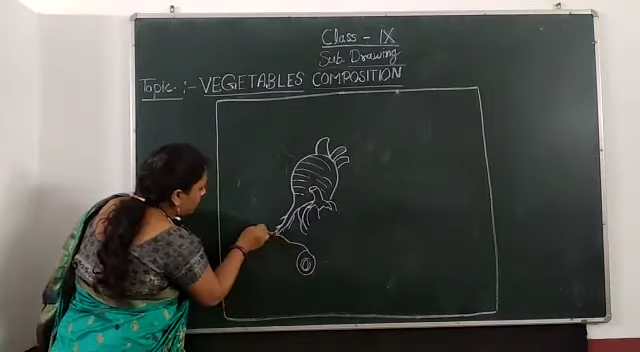 Class - IX
Sub. Drawing
Topic :- VEGETABLES COMPOSITION